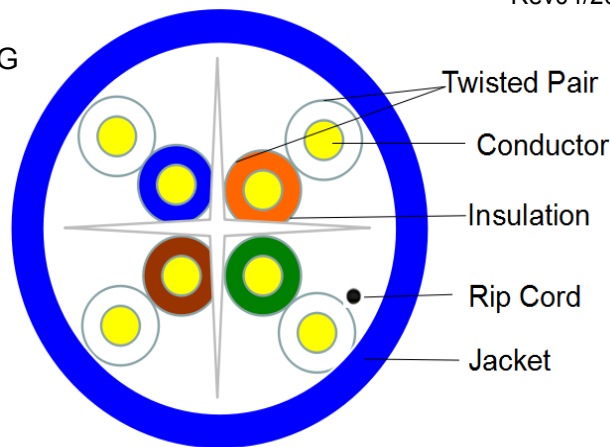 G
Twisted Pair
Conductor
Insulation
Rip Cord
Jacket